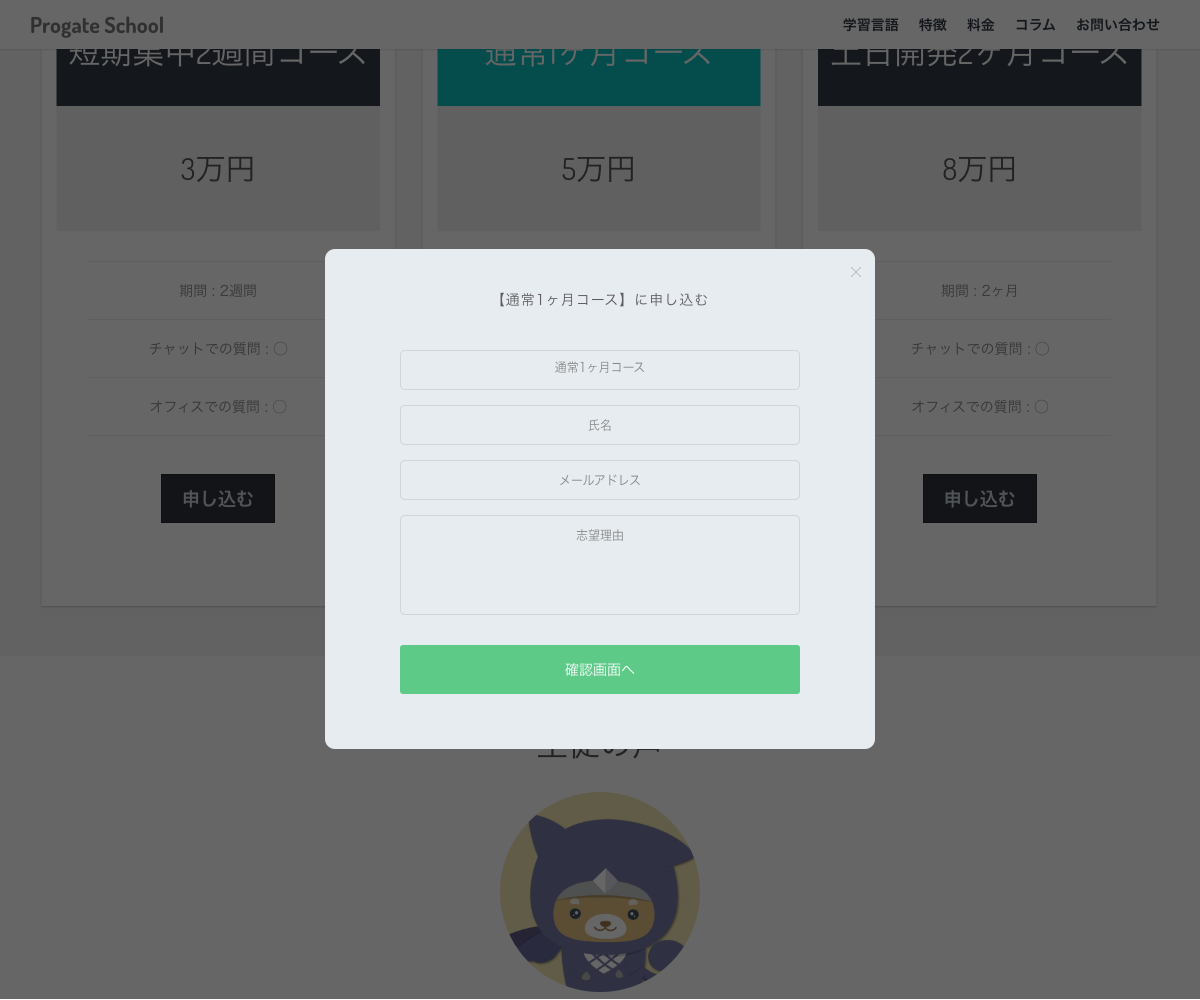 Progate School
学習言語 特徴 料金 コラム お問い合わせ
短期集中2週間コース 通常1ヶ月コース 土日開発2ヶ月コース
3万円 5万円 8万円
期間 : 2週間
チャットでの質問 : ○
オフィスでの質問 : ○
申し込む
【通常1ヶ月コース】に申し込む
通常1ヶ月コース
氏名
メールアドレス
志望理由
確認画面へ
期間 : 2ヶ月
チャットでの質問 : ○
オフィスでの質問 : ○
申し込む
生徒の声